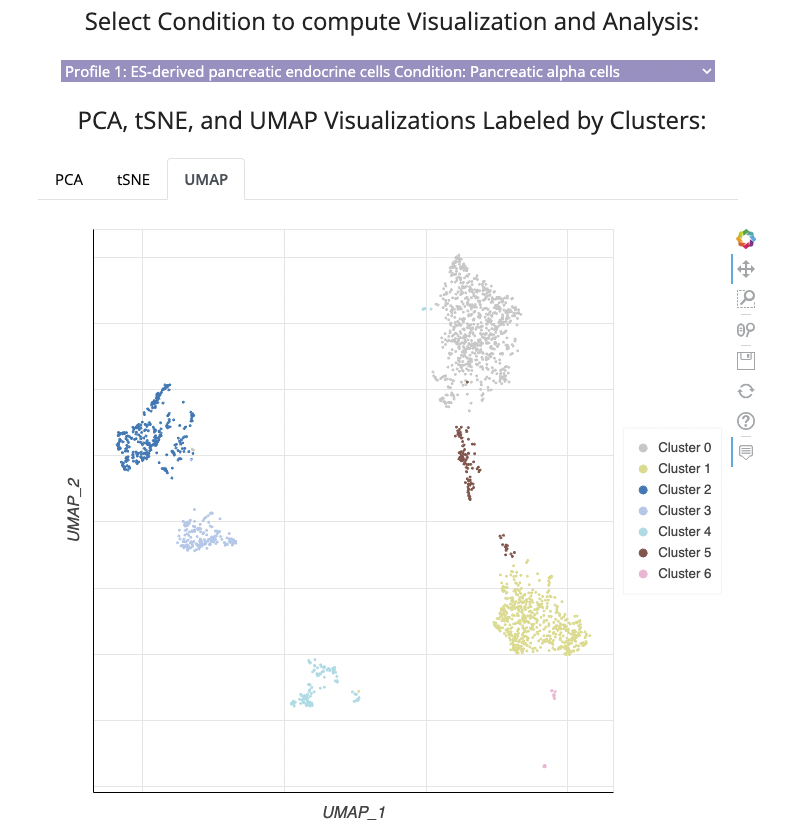 Select Condition to compute Visualization and Analysis:
Profile 1: ES-derived pancreatic endocrine cells Condition: Pancreatic alpha cells
PCA, tSNE, and UMAP Visualizations Labeled by Clusters:
PCA tSNE UMAP
Cluster 0
Cluster 1
Cluster 2
Cluster 3
Cluster 4
Cluster 5
Cluster 6
UMAP_2
UMAP_1